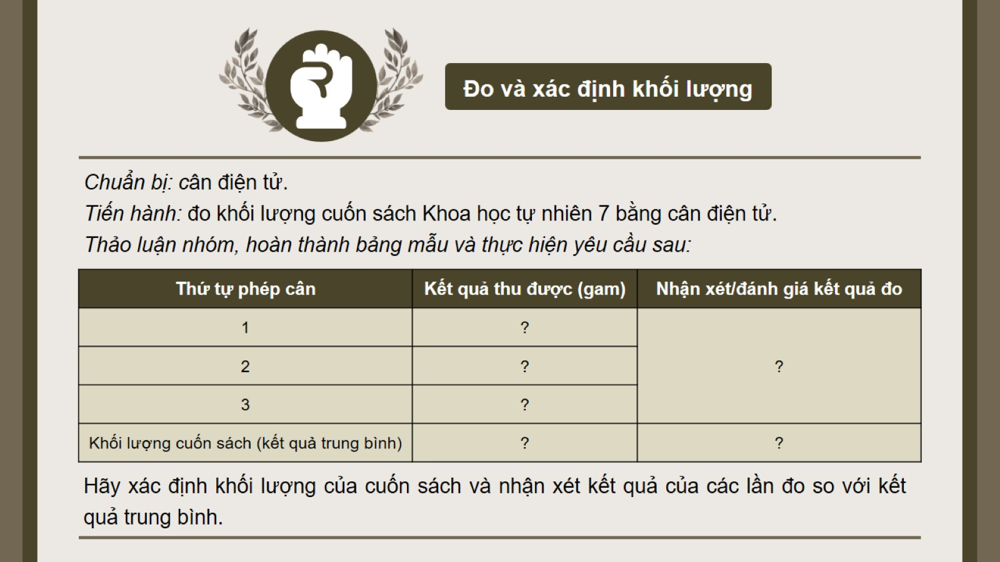 Đo và xác định khối lượng
Chuẩn bị: cân điện tử.
Tiến hành: đo khối lượng cuốn sách Khoa học tự nhiên 7 bằng cân điện tử.
Thảo luận nhóm, hoàn thành bảng mẫu và thực hiện yêu cầu sau:
Thứ tự phép cân Kết quả thu được (gam) Nhận xét/đánh giá kết quả đo
1 ?
2 ? ?
3 ?
Khối lượng cuốn sách (kết quả trung bình) ? ?
Hãy xác định khối lượng của cuốn sách và nhận xét kết quả của các lần đo so với kết
quả trung bình.